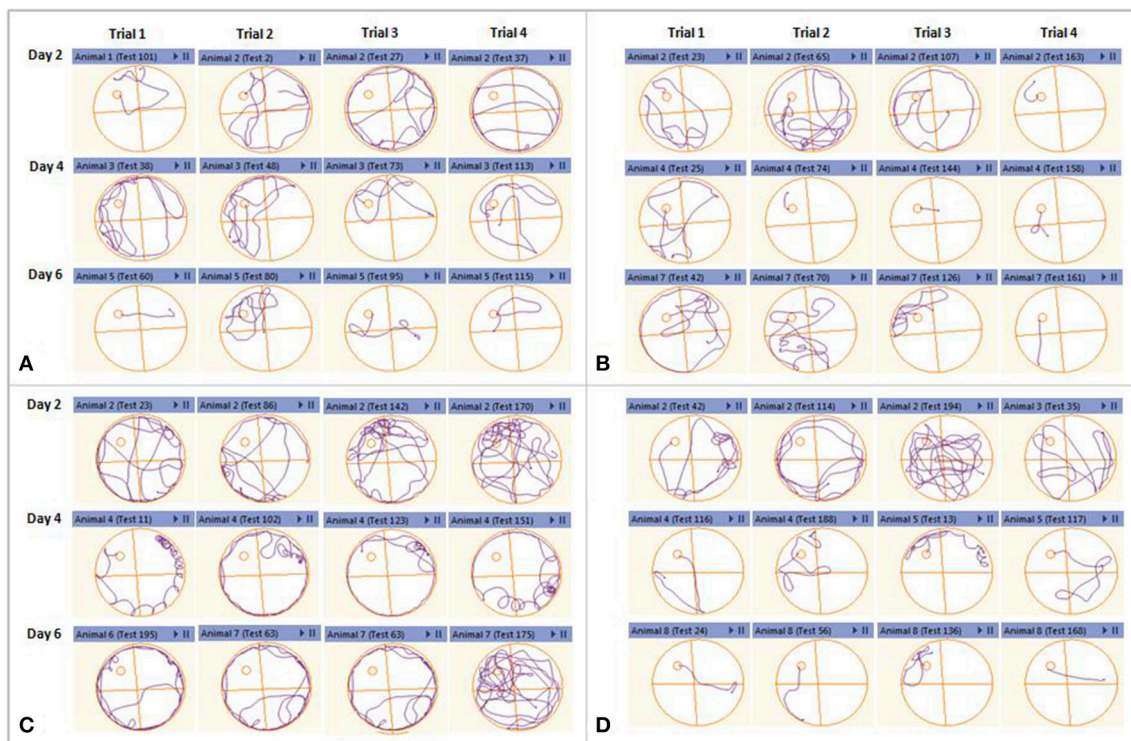 Trial 1 Trial 2 Trial 3 Trial 4
Day 2 Animal 1 (Test 101) Animal 2 (Test 2) Animal 2 (Test 27) Animal 2 (Test 37)
Day 4 Animal 3 (Test 38) Animal 3 (Test 48) Animal 3 (Test 73) Animal 3 (Test 113)
Day 6 Animal 5 (Test 60) Animal 5 (Test 80) Animal 5 (Test 95) Animal 5 (Test 115)
A
Trial 1 Trial 2 Trial 3 Trial 4
Animal 2 (Test 23) Animal 2 (Test 65) Animal 2 (Test 107) Animal 2 (Test 163)
Animal 4 (Test 25) Animal 4 (Test 74) Animal 4 (Test 144) Animal 4 (Test 158)
Animal 7 (Test 42) Animal 7 (Test 70) Animal 7 (Test 126) Animal 7 (Test 161)
B
Day 2 Animal 2 (Test 23) Animal 2 (Test 86) Animal 2 (Test 142) Animal 2 (Test 170)
Day 4 Animal 4 (Test 11) Animal 4 (Test 102) Animal 4 (Test 123) Animal 4 (Test 151)
Day 6 Animal 6 (Test 195) Animal 7 (Test 63) Animal 7 (Test 63) Animal 7 (Test 175)
C
Animal 2 (Test 42) Animal 2 (Test 114) Animal 2 (Test 194) Animal 3 (Test 35)
Animal 4 (Test 116) Animal 4 (Test 188) Animal 5 (Test 13) Animal 5 (Test 117)
Animal 8 (Test 24) Animal 8 (Test 56) Animal 8 (Test 136) Animal 8 (Test 168)
D